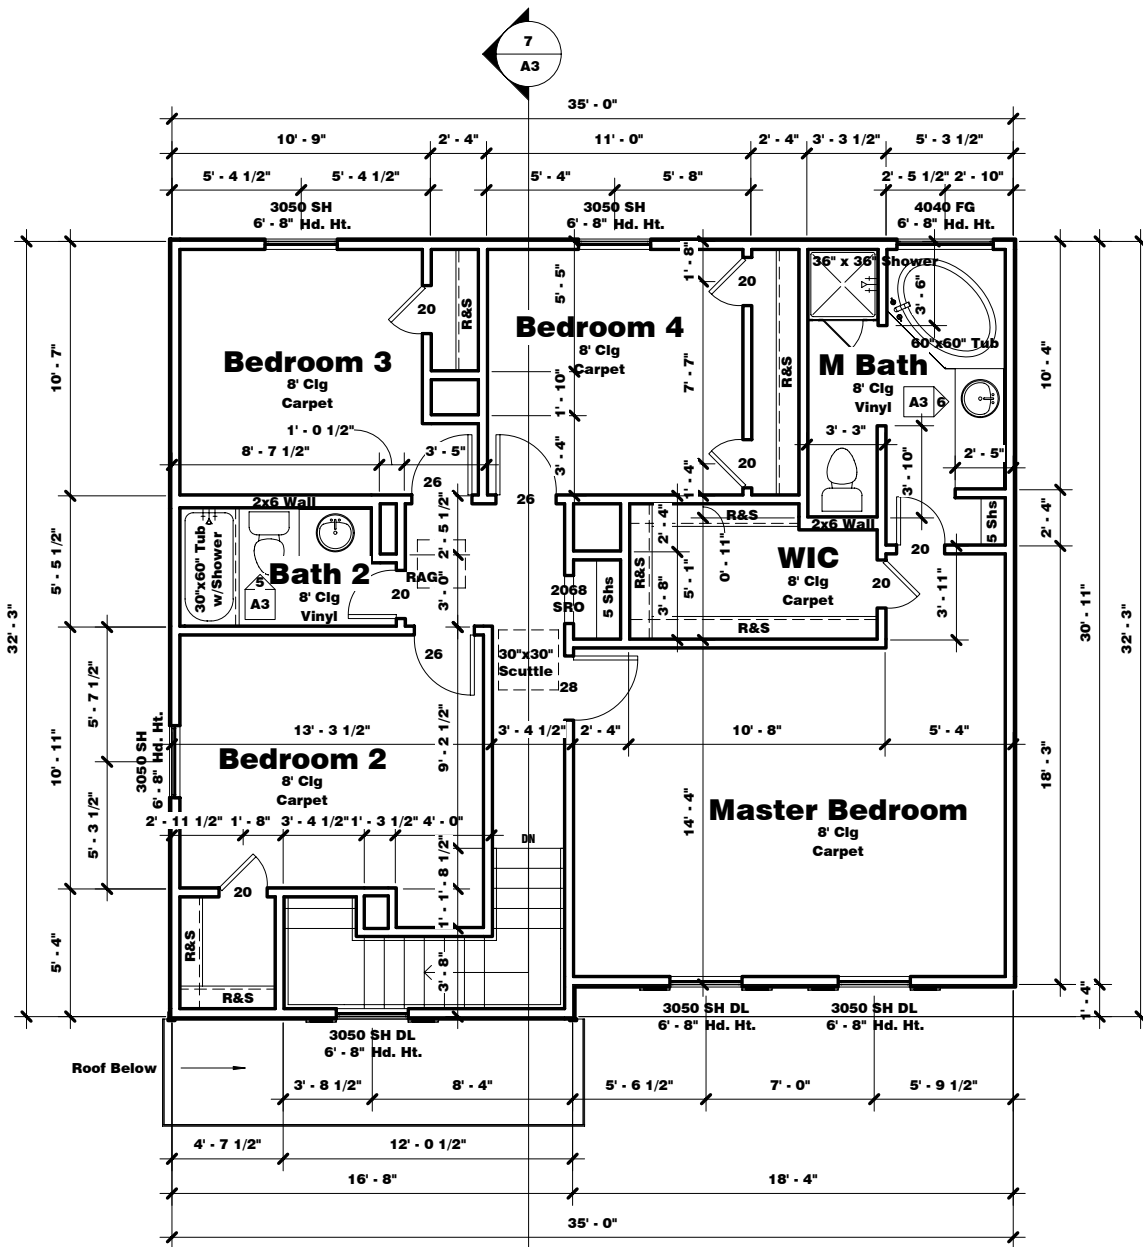 7
A3
35' - 0"
10' - 9" 2' - 4" 11' - 0" 2' - 4" 3' - 3 1/2" 5' - 3 1/2"
5' - 4 1/2" 5' - 4 1/2" 5' - 4" 5' - 8" 2' - 5 1/2" 2' - 10"
3050 SH
6' - 8" Hd. Ht.
3050 SH
6' - 8" Hd. Ht.
4040 FG
6' - 8" Hd. Ht.
36" x 36" Shower
1' - 8"
5' - 5"
3' - 6"
20
R&S
20
Bedroom 3
8' Clg
Carpet
Bedroom 4
8' Clg
Carpet
60"x60" Tub
M Bath
8' Clg
Vinyl
A3 6
10' - 7"
7' - 7"
R&S
10' - 4"
1' - 10"
1' - 0 1/2"
8' - 7 1/2"
3' - 5"
3' - 4"
3' - 3"
3' - 10"
2' - 5"
20
1' - 4"
26
26
2x6 Wall
30"x60" Tub
w/Shower
Bath 2
8' Clg
Vinyl
5
A3
5' - 5 1/2"
2' - 5 1/2"
RAG
20
3' - 0"
2068
SRO
5 Shs
R&S
2' - 4"
R&S
0' - 11"
5' - 1"
3' - 8"
2x6 Wall
WIC
8' Clg
Carpet
R&S
20
20
5 Shs
2' - 4"
3' - 11"
32' - 3"
30' - 11"
32' - 3"
26
30"x30"
Scuttle
28
5' - 7 1/2"
13' - 3 1/2" 3' - 4 1/2" 2' - 4" 10' - 8" 5' - 4"
9' - 2 1/2"
3050 SH
6' - 8" Hd. Ht.
10' - 11"
Bedroom 2
8' Clg
Carpet
18' - 3"
14' - 4"
Master Bedroom
8' Clg
Carpet
2' - 11 1/2" 1' - 8" 3' - 4 1/2" 1' - 3 1/2" 4' - 0"
5' - 3 1/2"
DN
1' - 8 1/2"
20
R&S
R&S
5' - 4"
3' - 8"
1' - 4"
3050 SH DL
6' - 8" Hd. Ht.
3050 SH DL
6' - 8" Hd. Ht.
3050 SH DL
6' - 8" Hd. Ht.
Roof Below
3' - 8 1/2" 8' - 4" 5' - 6 1/2" 7' - 0" 5' - 9 1/2"
4' - 7 1/2" 12' - 0 1/2"
16' - 8" 18' - 4"
35' - 0"